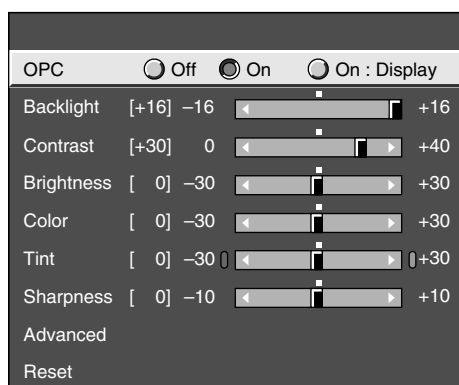 OPC Off On On : Display
Backlight [+16] –16 +16
Contrast [+30] 0 +40
Brightness [ 0] –30 +30
Color [ 0] –30 +30
Tint [ 0] –30 +30
Sharpness [ 0] –10 +10
Advanced
Reset